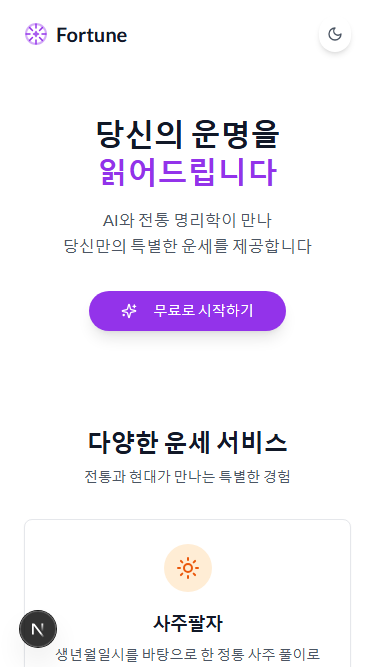 Fortune
당신의 운명을
읽어드립니다
AI와 전통 명리학이 만나
당신만의 특별한 운세를 제공합니다
무료로 시작하기
다양한 운세 서비스
전통과 현대가 만나는 특별한 경험
사주팔자
N
생년월일시를 바탕으로 한 정통 사주 풀이로